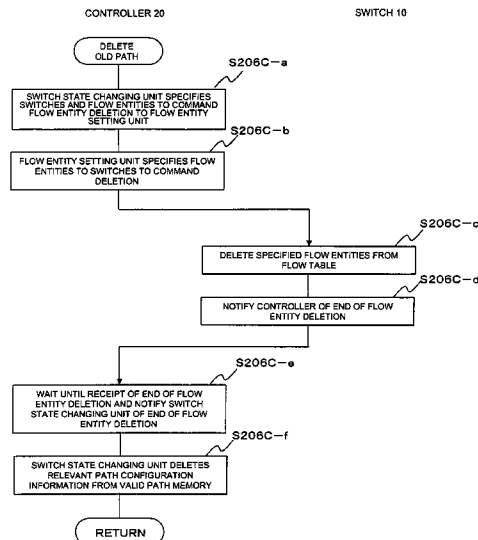 CONTROLLER 20
SWITCH 10
DELETE
OLD PATH
S206C-a
SWITCH STATE CHANGING UNIT SPECIFIES
SWITCHES AND FLOW ENTITIES TO COMMAND
FLOW ENTITY DELETION TO FLOW ENTITY
SETTING UNIT
S206C-b
FLOW ENTITY SETTING UNIT SPECIFIES FLOW
ENTITIES TO SWITCHES TO COMMAND
DELETION
S206C-c
DELETE SPECIFIED FLOW ENTITIES FROM
FLOW TABLE
S206C-d
NOTIFY CONTROLLER OF END OF FLOW
ENTITY DELETION
S206C-e
WAIT UNTIL RECEIPT OF END OF FLOW
ENTITY DELETION AND NOTIFY SWITCH
STATE CHANGING UNIT OF END OF FLOW
ENTITY DELETION
S206C-f
SWITCH STATE CHANGING UNIT DELETES
RELEVANT PATH CONFIGURATION
INFORMATION FROM VALID PATH MEMORY
RETURN